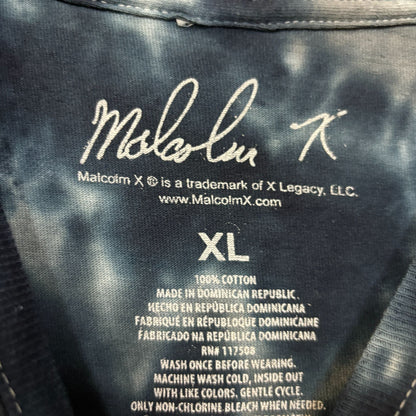 Malcolm X
Malcolm X ® is a trademark of X Legacy, LLC.
www.MalcolmX.com
XL
100% COTTON
MADE IN DOMINICAN REPUBLIC.
HECHO EN REPÚBLICA DOMINICANA
FABRIQUÉ EN RÉPUBLIQUE DOMINICAINE
FABRICADO NA REPÚBLICA DOMINICANA
RN# 117508
WASH ONCE BEFORE WEARING.
MACHINE WASH COLD, INSIDE OUT
WITH LIKE COLORS, GENTLE CYCLE.
ONLY NON-CHLORINE BLEACH WHEN NEEDED.